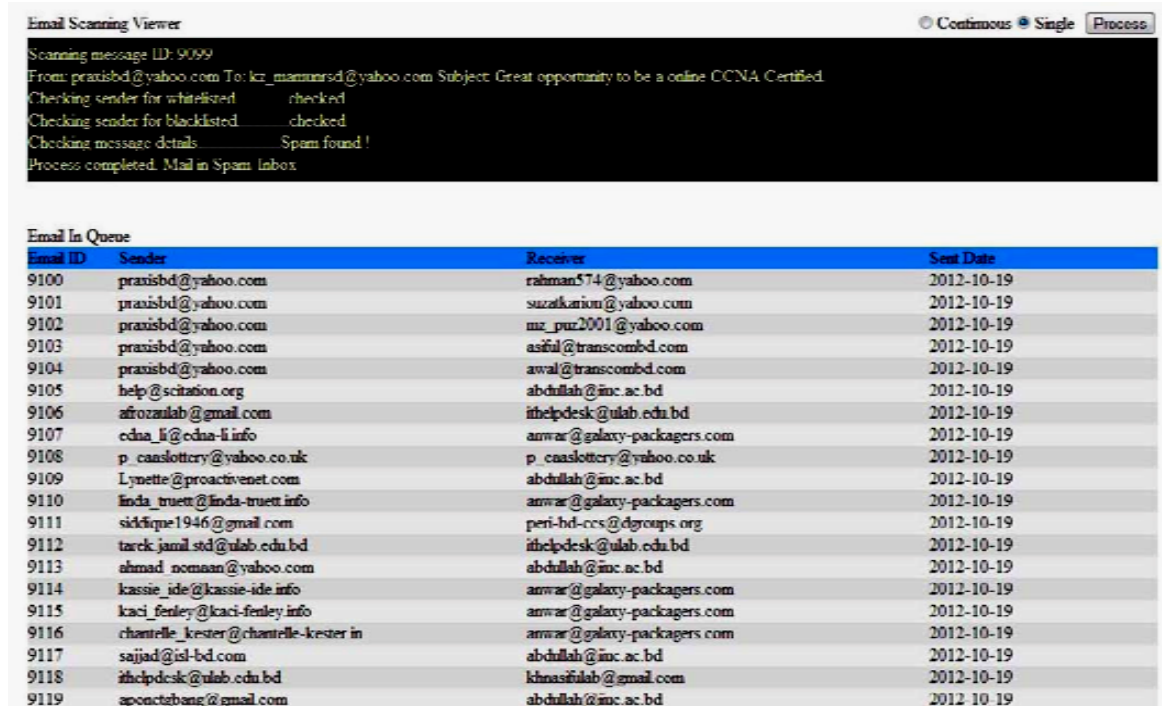 Email Scanning Viewer Continuous Single Process
Scanning message ID: 9099
From: praxisbd@yahoo.com To: kz_mamunrsd@yahoo.com Subject: Great opportunity to be a online CCNA Certified.
Checking sender for whitelisted..............checked
Checking sender for blacklisted..............checked
Checking message details.......................Spam found !
Process completed. Mail in Spam Inbox
Email In Queue
Email ID Sender Receiver Sent Date
9100 praxisbd@yahoo.com rahman574@yahoo.com 2012-10-19
9101 praxisbd@yahoo.com suzatkarion@yahoo.com 2012-10-19
9102 praxisbd@yahoo.com mz_puz2001@yahoo.com 2012-10-19
9103 praxisbd@yahoo.com asiful@transcombd.com 2012-10-19
9104 praxisbd@yahoo.com awal@transcombd.com 2012-10-19
9105 help@scitation.org abdullah@iiuc.ac.bd 2012-10-19
9106 afrozaulab@gmail.com ithelpdesk@ulab.edu.bd 2012-10-19
9107 edna_li@edna-li.info anwar@galaxy-packagers.com 2012-10-19
9108 p_caaslottery@yahoo.co.uk p_caaslottery@yahoo.co.uk 2012-10-19
9109 Lynette@proactivenet.com abdullah@iiuc.ac.bd 2012-10-19
9110 linda_truett@linda-truett.info anwar@galaxy-packagers.com 2012-10-19
9111 siddique1946@gmail.com peri-bd-ccs@dgroups.org 2012-10-19
9112 tarek.jamil.std@ulab.edu.bd ithelpdesk@ulab.edu.bd 2012-10-19
9113 ahmad_nomaan@yahoo.com abdullah@iiuc.ac.bd 2012-10-19
9114 kassie_ide@kassie-ide.info anwar@galaxy-packagers.com 2012-10-19
9115 kaci_fenley@kaci-fenley.info anwar@galaxy-packagers.com 2012-10-19
9116 chantelle_kester@chantelle-kester.in anwar@galaxy-packagers.com 2012-10-19
9117 sajjad@isl-bd.com abdullah@iiuc.ac.bd 2012-10-19
9118 ithelpdesk@ulab.edu.bd khnasifulab@gmail.com 2012-10-19
9119 aponctgbang@gmail.com abdullah@iiuc.ac.bd 2012-10-19